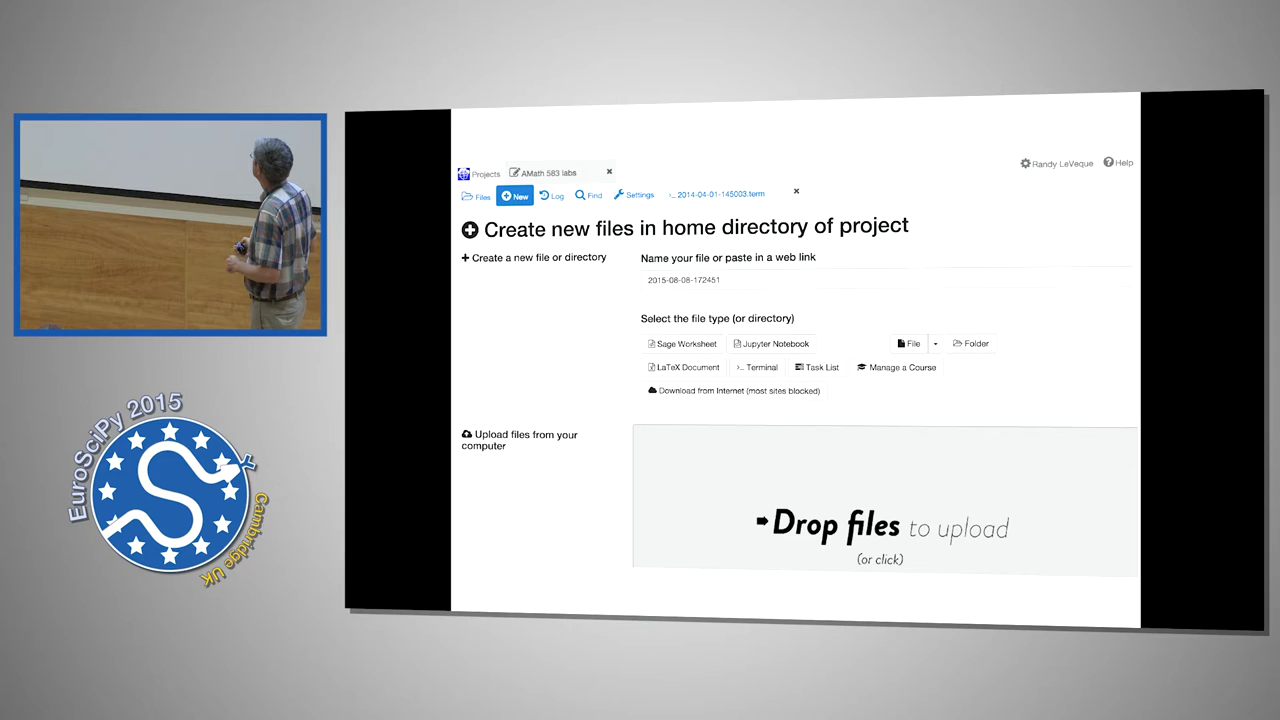 Projects AMath 583 labs Randy LeVeque Help
Files New Log Find Settings 2014-04-01-145003.term
Create new files in home directory of project
Create a new file or directory
Name your file or paste in a web link
2015-08-08-172451
Select the file type (or directory)
Sage Worksheet Jupyter Notebook File Folder
LaTeX Document >_ Terminal Task List Manage a Course
Download from Internet (most sites blocked)
Upload files from your
computer
Drop files to upload
(or click)
EuroSciPy 2015
Cambridge UK